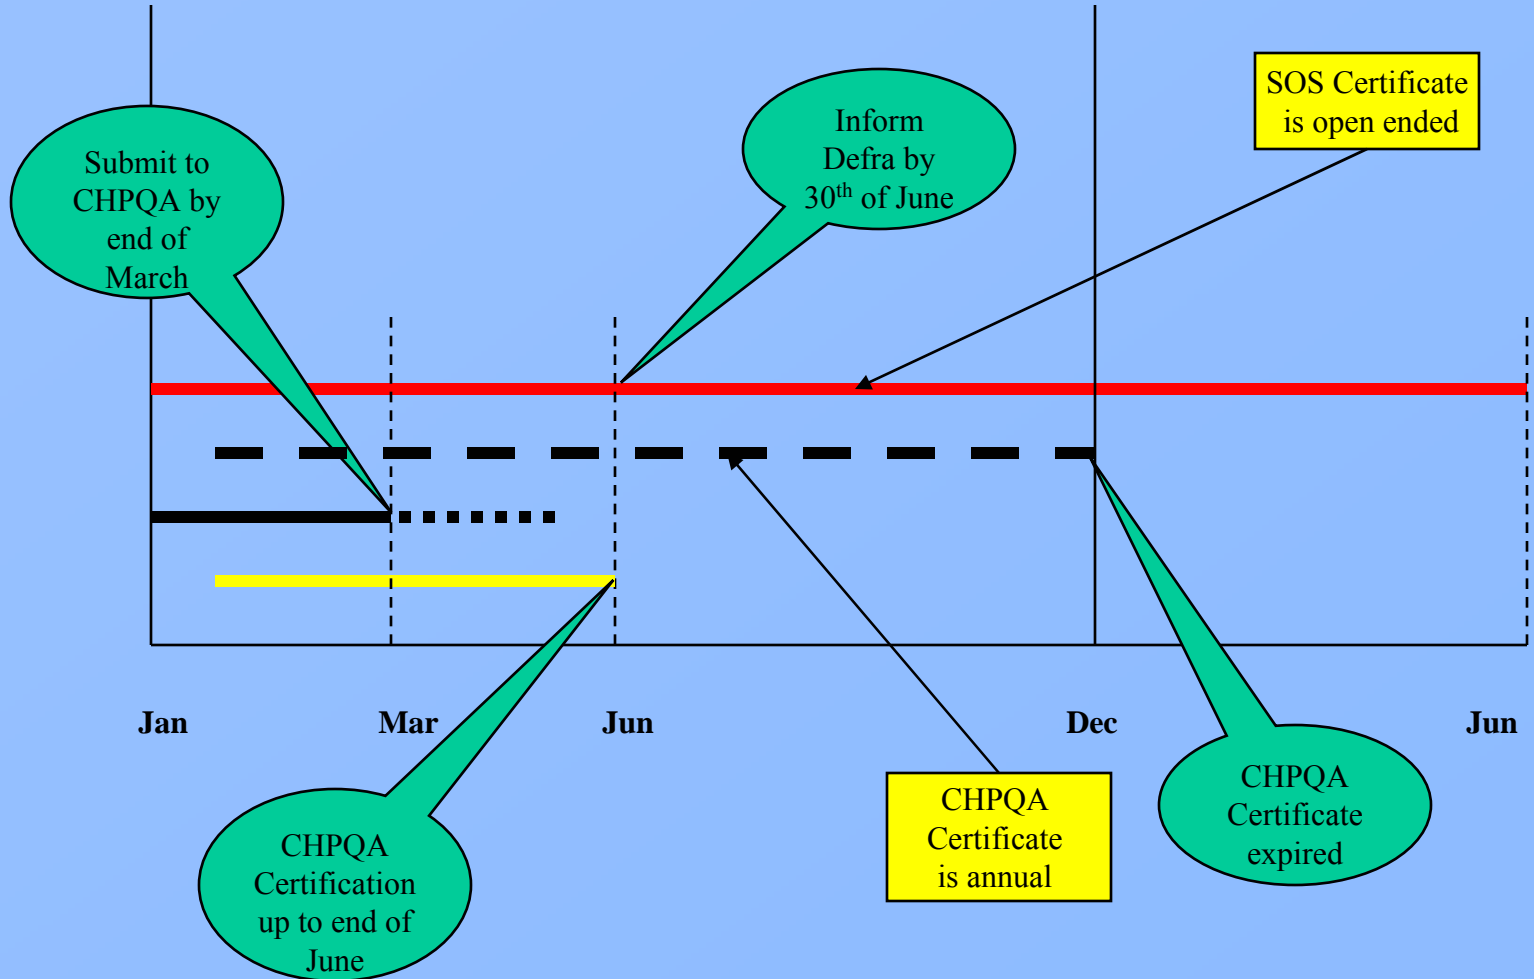 SOS Certificate
is open ended
Inform
Defra by
30th of June
Submit to
CHPQA by
end of
March
Jan
Mar
Jun
Dec
Jun
CHPQA
Certification
up to end of
June
CHPQA
Certificate
is annual
CHPQA
Certificate
expired